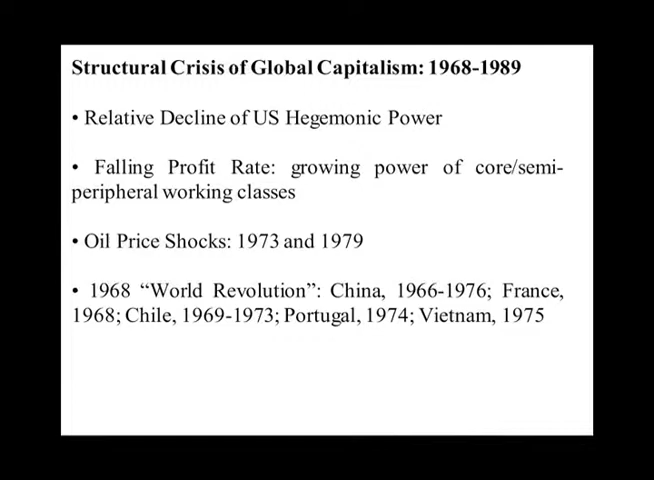 Structural Crisis of Global Capitalism: 1968-1989
• Relative Decline of US Hegemonic Power
• Falling Profit Rate: growing power of core/semi-
peripheral working classes
• Oil Price Shocks: 1973 and 1979
• 1968 “World Revolution”: China, 1966-1976; France,
1968; Chile, 1969-1973; Portugal, 1974; Vietnam, 1975